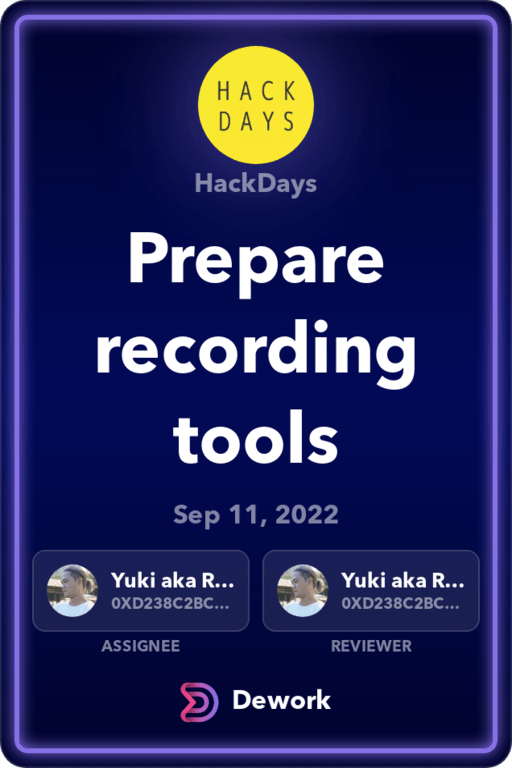 HACK
DAYS
HackDays
Prepare
recording
tools
Sep 11, 2022
Yuki aka R...
0XD238C2BC...
Yuki aka R...
0XD238C2BC...
ASSIGNEE
REVIEWER
Dework